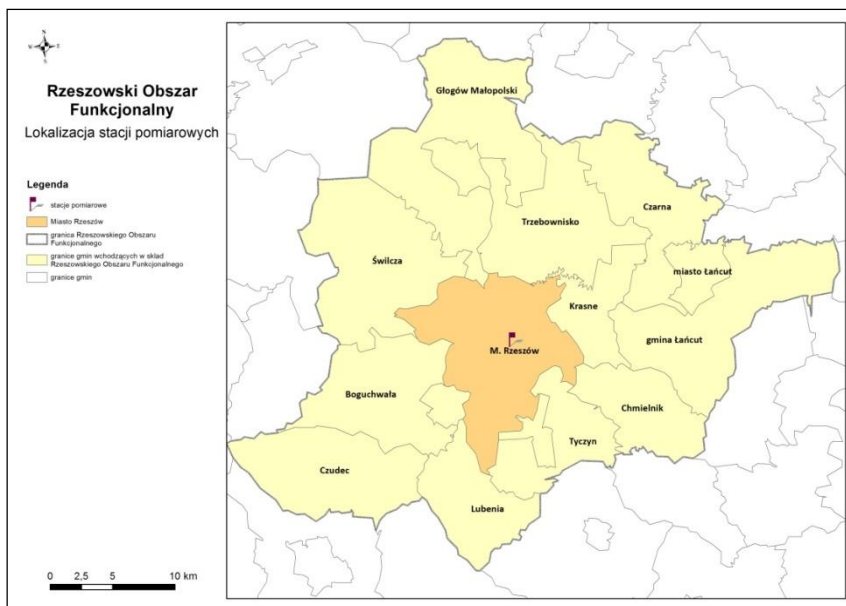 N
W E
S
Rzeszowski Obszar
Funkcjonalny
Lokalizacja stacji pomiarowych
Legenda
stacje pomiarowe
Miasto Rzeszów
granica Rzeszowskiego Obszaru
Funkcjonalnego
granice gmin wchodzących w skład
Rzeszowskiego Obszaru Funkcjonalnego
granice gmin
0 2,5 5 10 km
Głogów Małopolski
Czarna
Trzebownisko
Świlcza
miasto Łańcut
Krasne
gmina Łańcut
M. Rzeszów
Boguchwała
Chmielnik
Tyczyn
Czudec
Lubenia